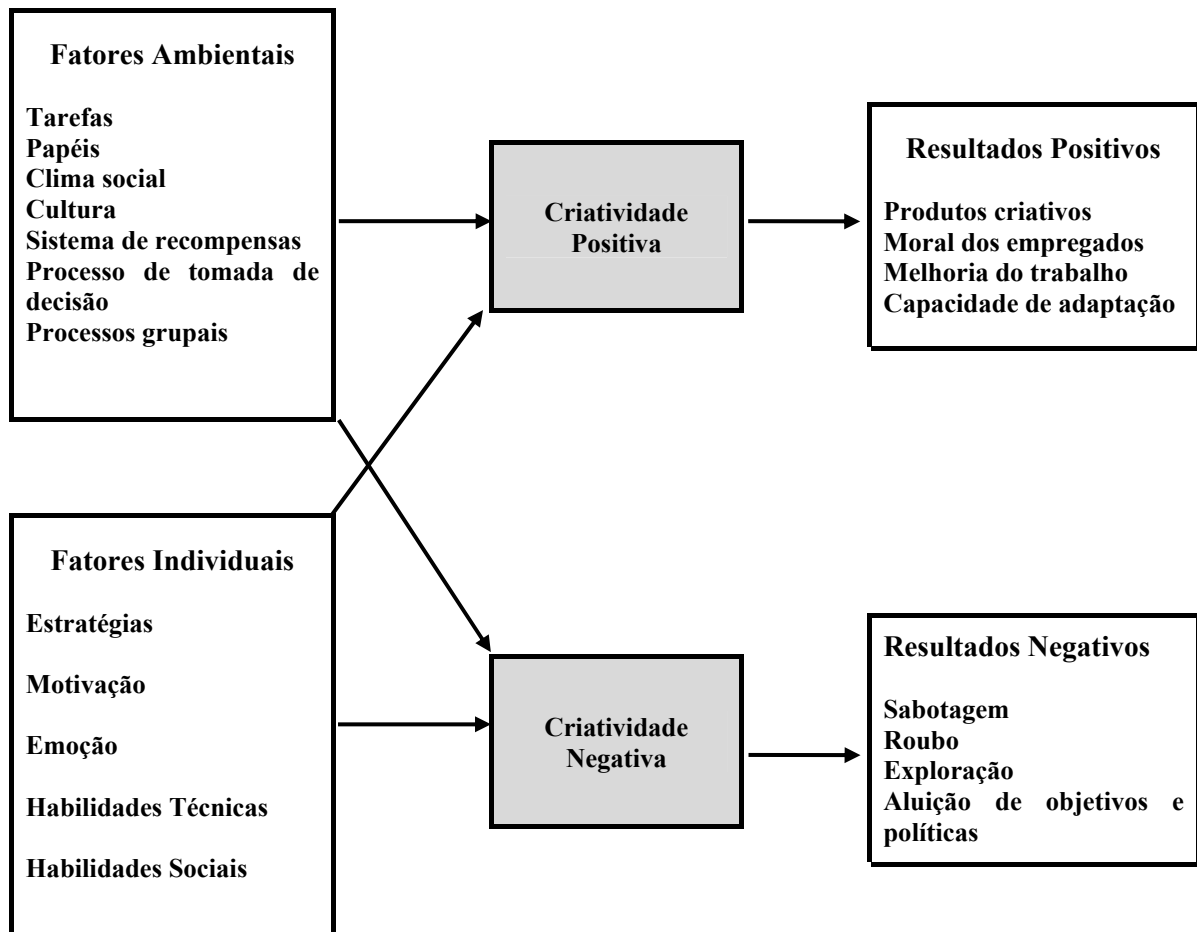 Fatores Ambientais
Tarefas
Papéis
Clima social
Cultura
Sistema de recompensas
Processo de tomada de
decisão
Processos grupais
Criatividade
Positiva
Resultados Positivos
Produtos criativos
Moral dos empregados
Melhoria do trabalho
Capacidade de adaptação
Fatores Individuais
Estratégias
Motivação
Emoção
Habilidades Técnicas
Habilidades Sociais
Criatividade
Negativa
Resultados Negativos
Sabotagem
Roubo
Exploração
Aluição de objetivos e
políticas